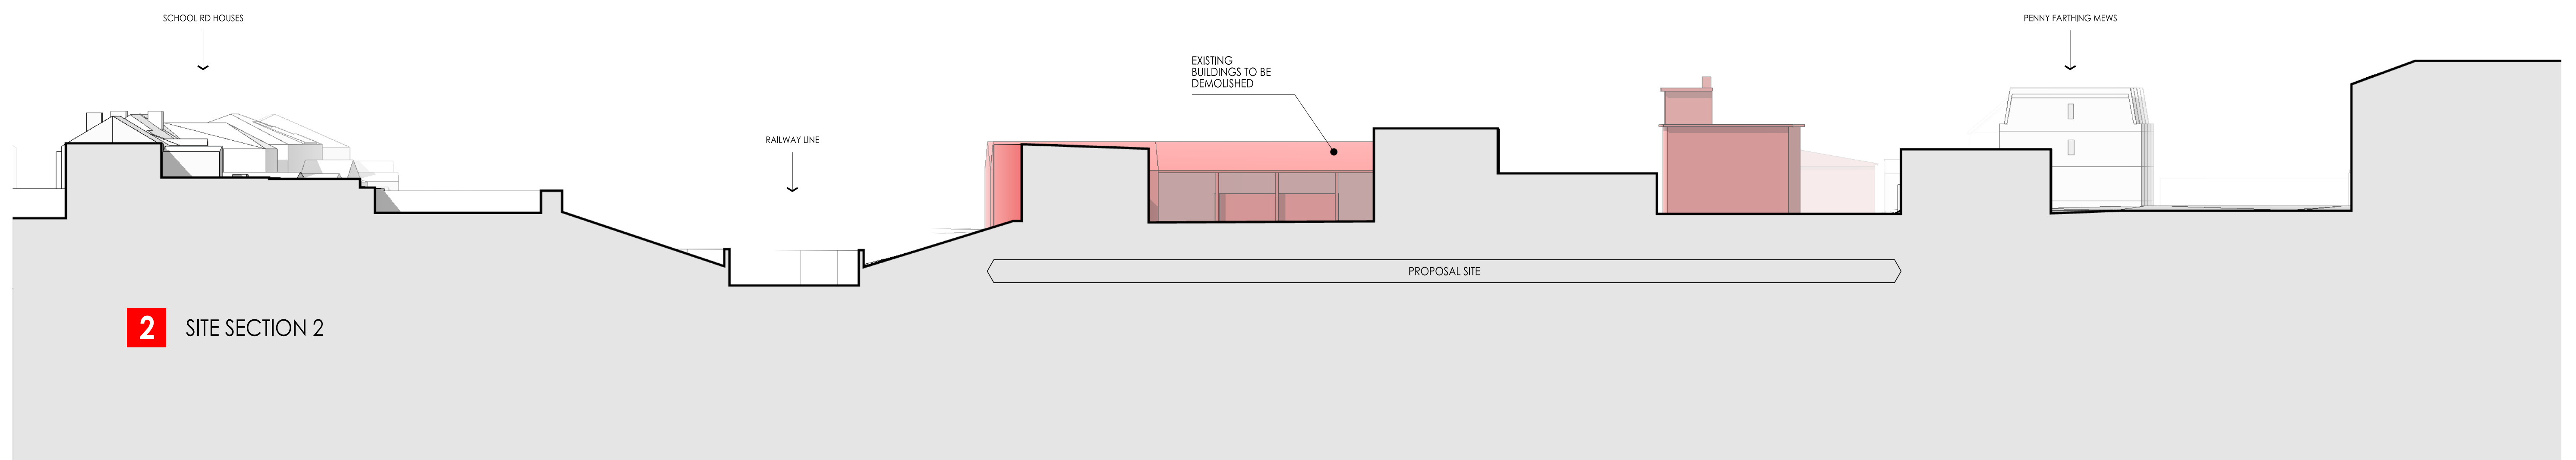 SCHOOL RD HOUSES
PENNY FARTHING MEWS
EXISTING
BUILDINGS TO BE
DEMOLISHED
RAILWAY LINE
PROPOSAL SITE
2 SITE SECTION 2